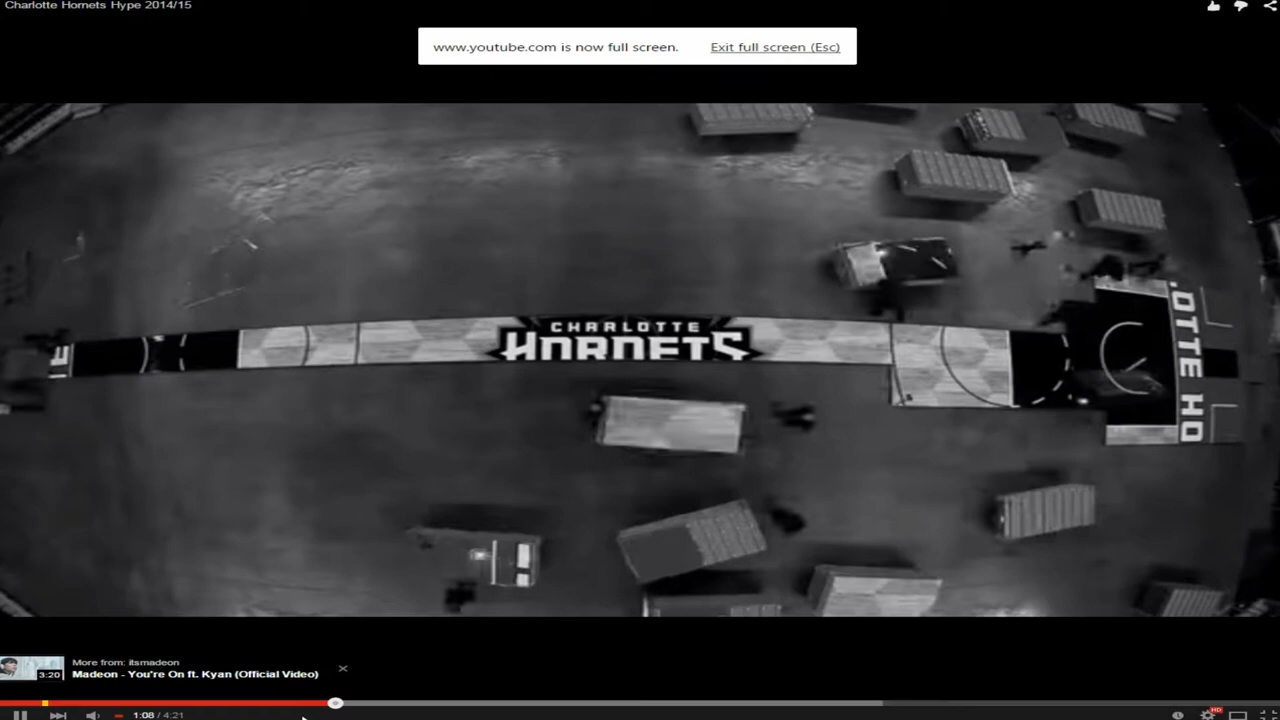 Charlotte Hornets Hype 2014/15
www.youtube.com is now full screen. Exit full screen (Esc)
CHARLOTTE
HORNETS
OTTE HO
More from: itsmadeon
Madeon - You're On ft. Kyan (Official Video)
3:20
1:08 / 4:21
HD